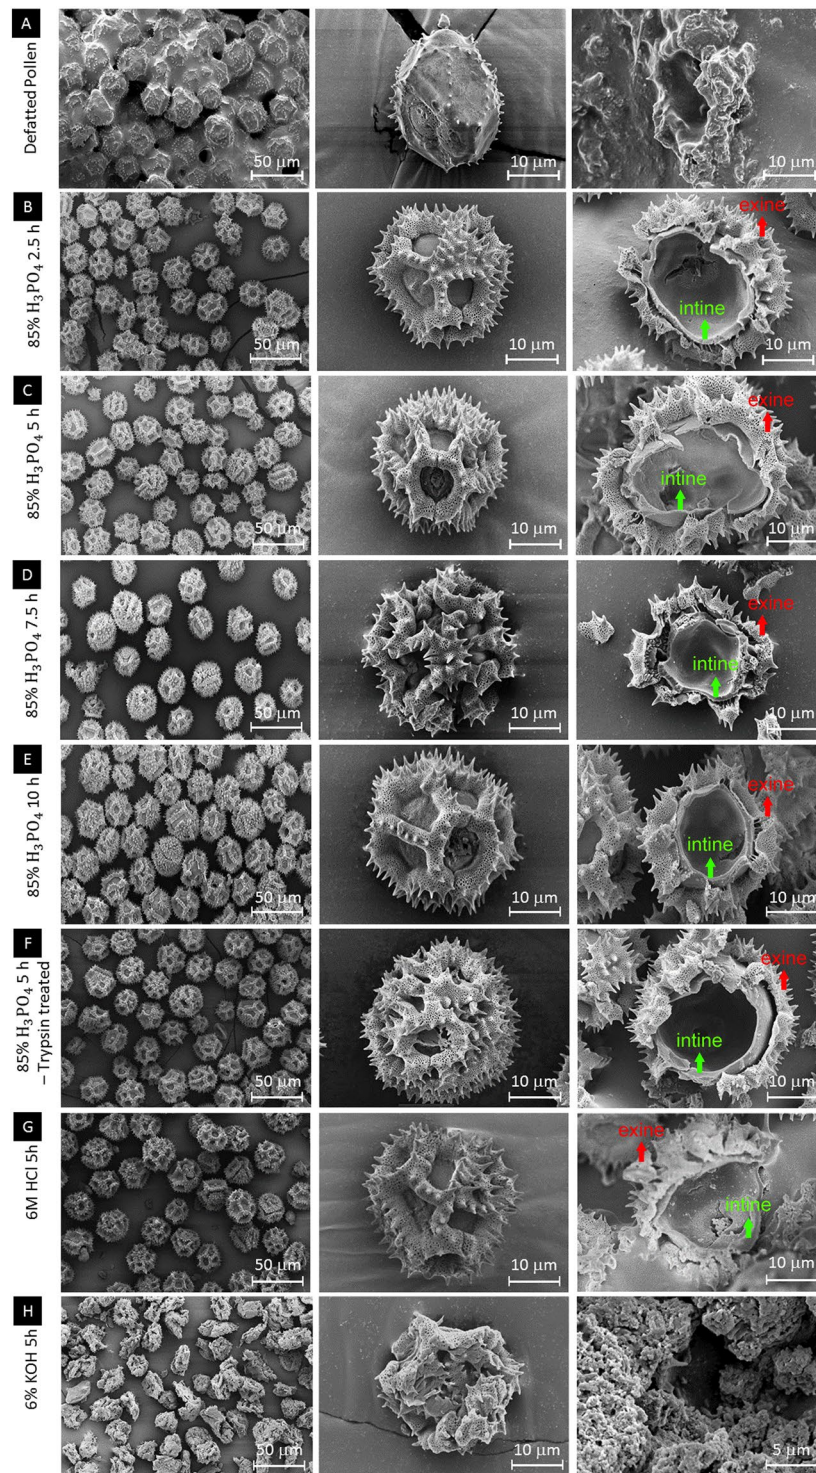 A
Defatted Pollen
50 μm
10 μm
10 μm
B
85% H₃PO₄ 2.5 h
50 μm
10 μm
exine
intine
10 μm
C
85% H₃PO₄ 5 h
50 μm
10 μm
exine
intine
10 μm
D
85% H₃PO₄ 7.5 h
50 μm
10 μm
exine
intine
10 μm
E
85% H₃PO₄ 10 h
50 μm
10 μm
exine
intine
10 μm
F
85% H₃PO₄ 5 h
– Trypsin treated
50 μm
10 μm
exine
intine
10 μm
G
6M HCl 5h
50 μm
10 μm
exine
intine
10 μm
H
6% KOH 5h
50 μm
10 μm
5 μm